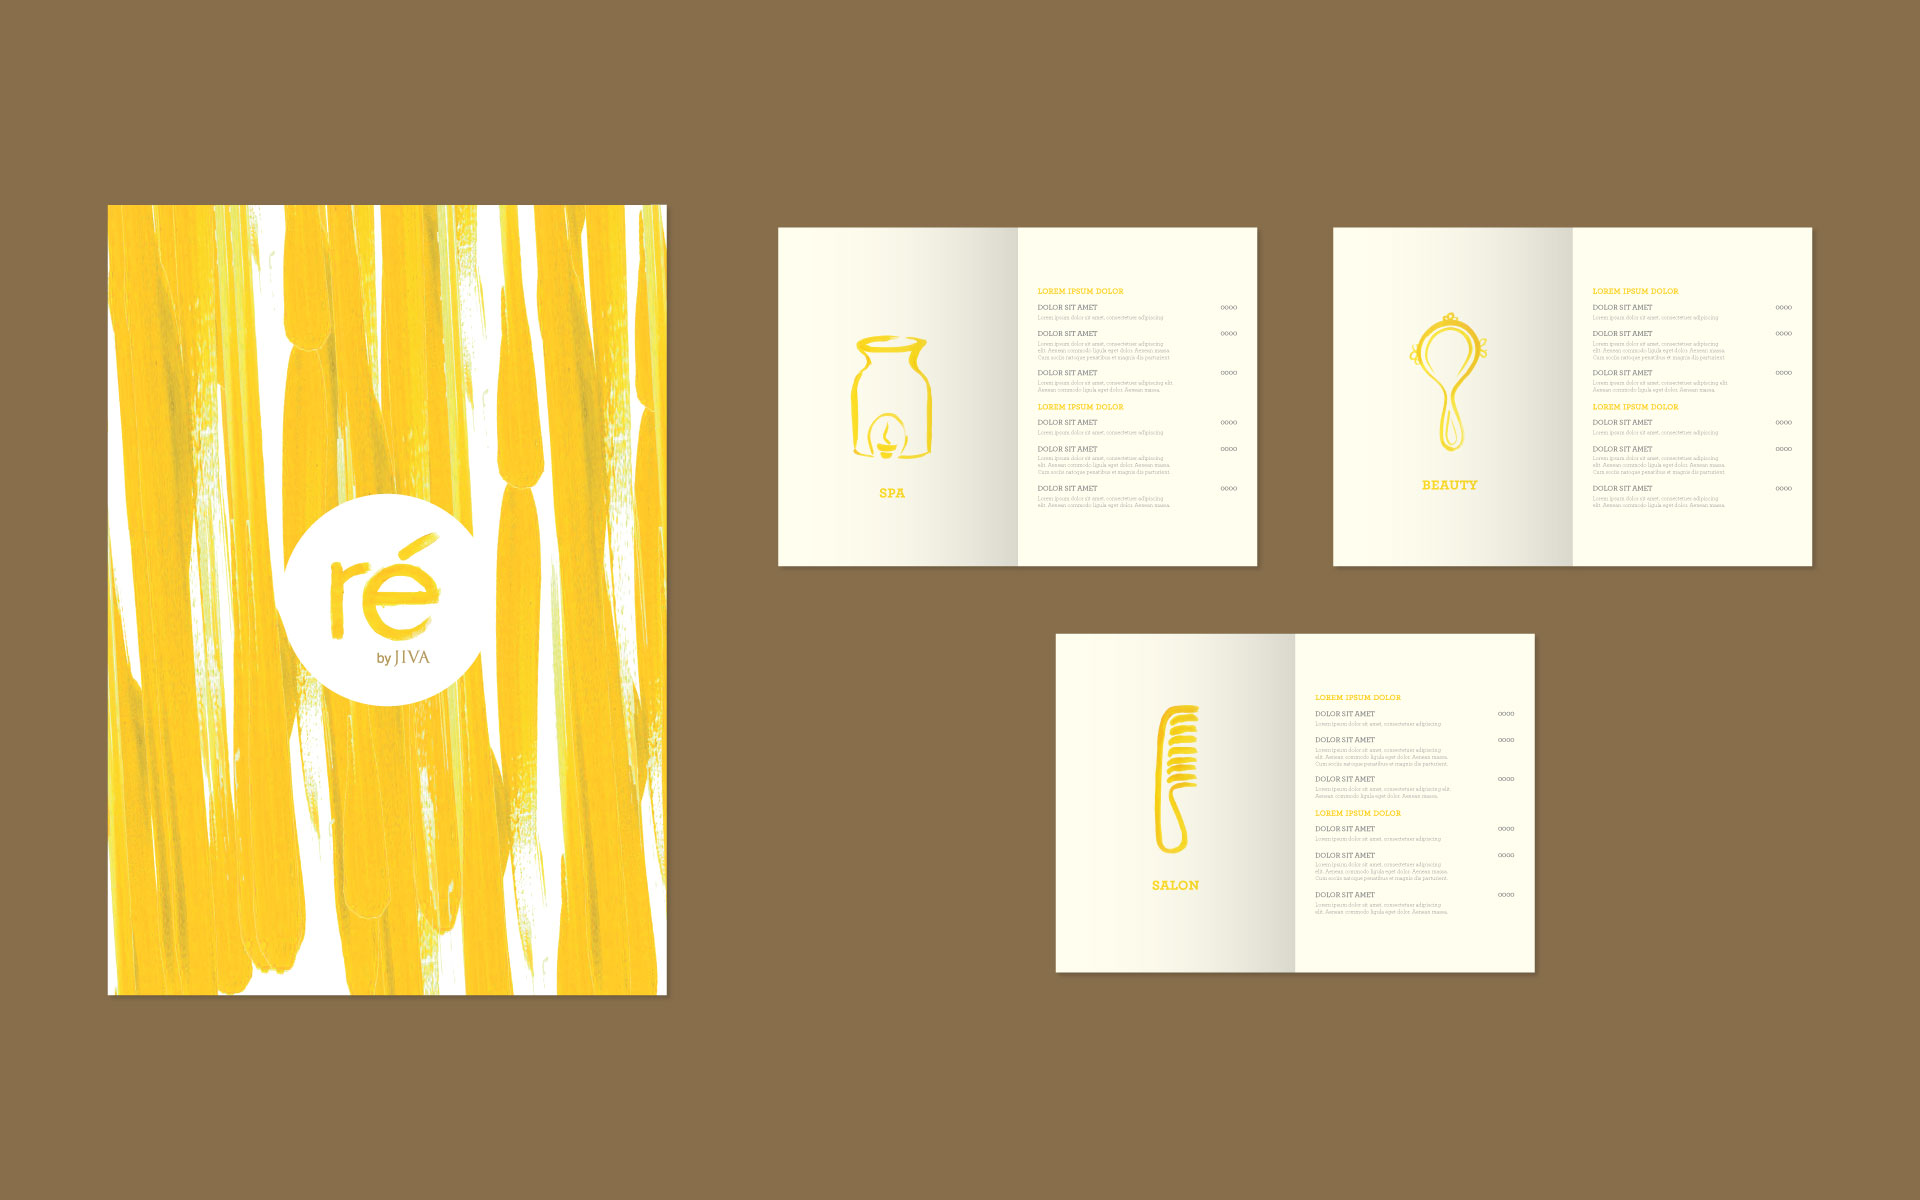 ré
by JIVA
SPA
LOREM IPSUM DOLOR
DOLOR SIT AMET 0000
Lorem ipsum dolor sit amet, consectetuer adipiscing
DOLOR SIT AMET 0000
Lorem ipsum dolor sit amet, consectetuer adipiscing
elit. Aenean commodo ligula eget dolor. Aenean massa.
Cum sociis natoque penatibus et magnis dis parturient
DOLOR SIT AMET 0000
Lorem ipsum dolor sit amet, consectetuer adipiscing elit.
Aenean commodo ligula eget dolor. Aenean massa.
LOREM IPSUM DOLOR
DOLOR SIT AMET 0000
Lorem ipsum dolor sit amet, consectetuer adipiscing
DOLOR SIT AMET 0000
Lorem ipsum dolor sit amet, consectetuer adipiscing
elit. Aenean commodo ligula eget dolor. Aenean massa.
Cum sociis natoque penatibus et magnis dis parturient
DOLOR SIT AMET 0000
Lorem ipsum dolor sit amet, consectetuer adipiscing
elit. Aenean commodo ligula eget dolor. Aenean massa.
BEAUTY
LOREM IPSUM DOLOR
DOLOR SIT AMET 0000
Lorem ipsum dolor sit amet, consectetuer adipiscing
DOLOR SIT AMET 0000
Lorem ipsum dolor sit amet, consectetuer adipiscing
elit. Aenean commodo ligula eget dolor. Aenean massa.
Cum sociis natoque penatibus et magnis dis parturient
DOLOR SIT AMET 0000
Lorem ipsum dolor sit amet, consectetuer adipiscing elit.
Aenean commodo ligula eget dolor. Aenean massa.
LOREM IPSUM DOLOR
DOLOR SIT AMET 0000
Lorem ipsum dolor sit amet, consectetuer adipiscing
DOLOR SIT AMET 0000
Lorem ipsum dolor sit amet, consectetuer adipiscing
elit. Aenean commodo ligula eget dolor. Aenean massa.
Cum sociis natoque penatibus et magnis dis parturient
DOLOR SIT AMET 0000
Lorem ipsum dolor sit amet, consectetuer adipiscing
elit. Aenean commodo ligula eget dolor. Aenean massa.
SALON
LOREM IPSUM DOLOR
DOLOR SIT AMET 0000
Lorem ipsum dolor sit amet, consectetuer adipiscing
DOLOR SIT AMET 0000
Lorem ipsum dolor sit amet, consectetuer adipiscing
elit. Aenean commodo ligula eget dolor. Aenean massa.
Cum sociis natoque penatibus et magnis dis parturient.
DOLOR SIT AMET 0000
Lorem ipsum dolor sit amet, consectetuer adipiscing elit.
Aenean commodo ligula eget dolor. Aenean massa.
LOREM IPSUM DOLOR
DOLOR SIT AMET 0000
Lorem ipsum dolor sit amet, consectetuer adipiscing
DOLOR SIT AMET 0000
Lorem ipsum dolor sit amet, consectetuer adipiscing
elit. Aenean commodo ligula eget dolor. Aenean massa.
Cum sociis natoque penatibus et magnis dis parturient.
DOLOR SIT AMET 0000
Lorem ipsum dolor sit amet, consectetuer adipiscing
elit. Aenean commodo ligula eget dolor. Aenean massa.